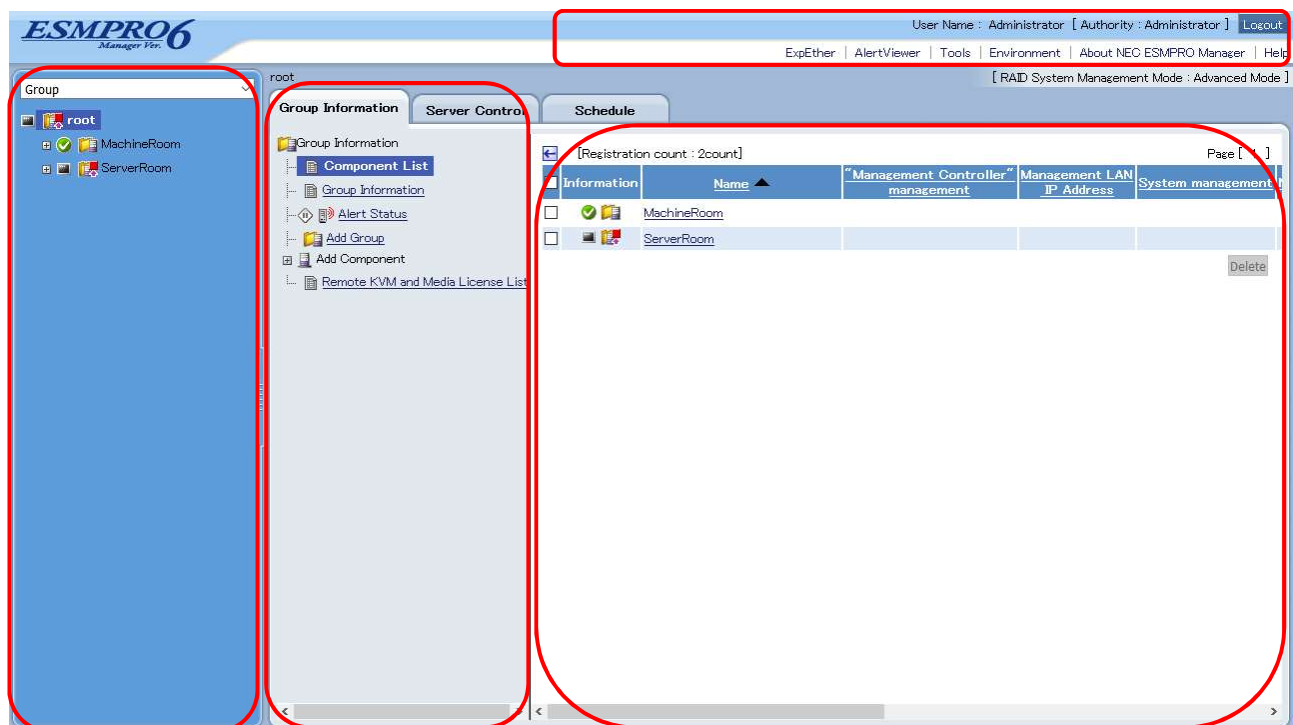 ESMPRO6
Manager Ver.
User Name : Administrator [ Authority : Administrator ] Logout
ExpEther | AlertViewer | Tools | Environment | About NEC ESMPRO Manager | Help
Group
root
MachineRoom
ServerRoom
root
[ RAID System Management Mode : Advanced Mode ]
Group Information
Server Control
Schedule
Group Information
Component List
Group Information
Alert Status
Add Group
Add Component
Remote KVM and Media License List
[Registration count : 2count]
Page [ 1 ]
Information
Name ▲
"Management Controller"
management
Management LAN
IP Address
System management
MachineRoom
ServerRoom
Delete